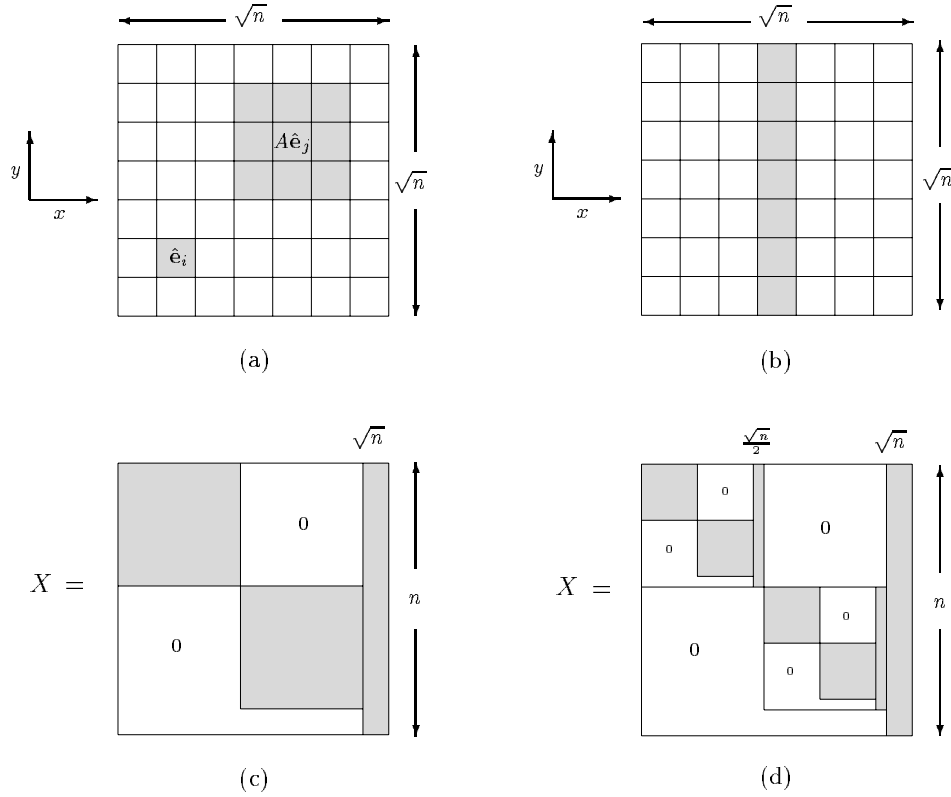 √n
√n
y
x
Aê_j
ê_i
√n
√n
y
x
(a)
(b)
√n
X =
0
0
n
√n/2
√n
X =
0
0
0
0
0
0
n
(c)
(d)